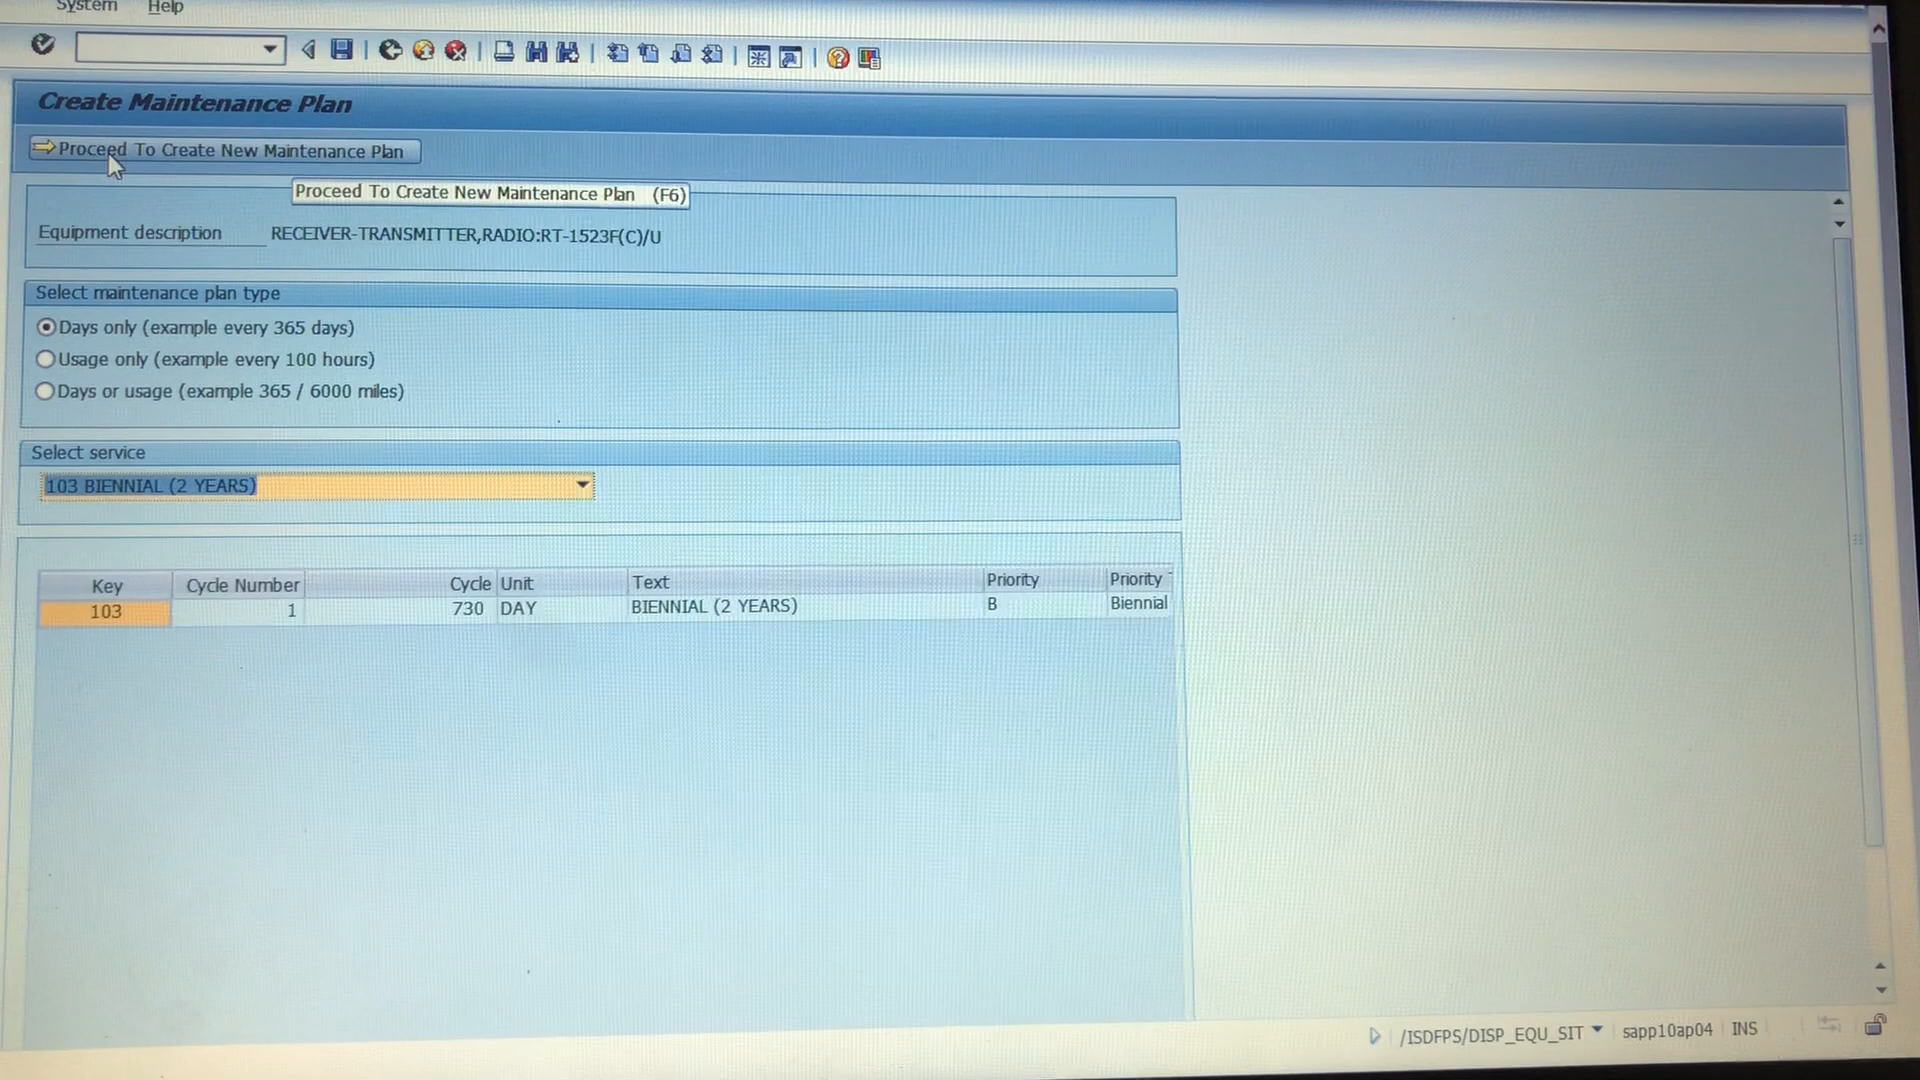 System Help
Create Maintenance Plan
Proceed To Create New Maintenance Plan
Proceed To Create New Maintenance Plan (F6)
Equipment description RECEIVER-TRANSMITTER,RADIO:RT-1523F(C)/U
Select maintenance plan type
Days only (example every 365 days)
Usage only (example every 100 hours)
Days or usage (example 365 / 6000 miles)
Select service
103 BIENNIAL (2 YEARS)
Key Cycle Number Cycle Unit Text Priority Priority
103 1 730 DAY BIENNIAL (2 YEARS) B Biennial
/ISDFPS/DISP_EQU_SIT sapp10ap04 INS